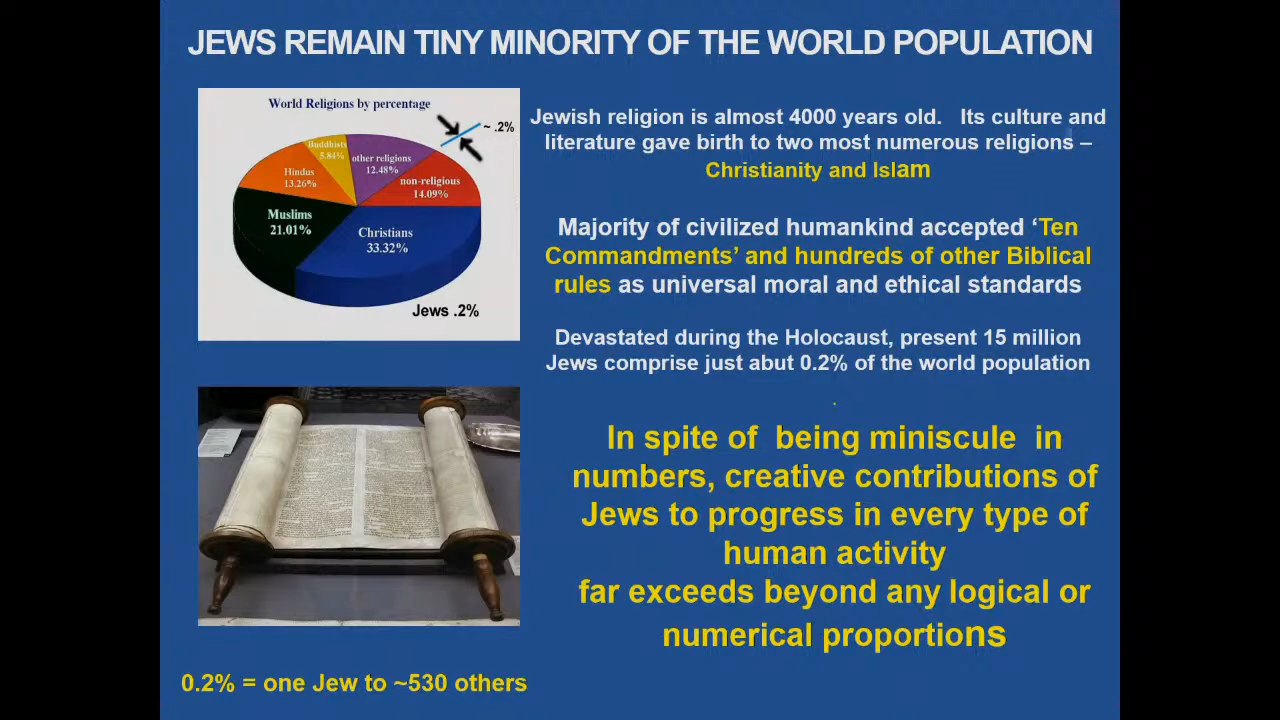 JEWS REMAIN TINY MINORITY OF THE WORLD POPULATION
World Religions by percentage
~ .2%
Buddhists
5.84%
other religions
12.48%
Hindus
13.26%
non-religious
14.09%
Muslims
21.01%
Christians
33.32%
Jews .2%
Jewish religion is almost 4000 years old. Its culture and
literature gave birth to two most numerous religions –
Christianity and Islam
Majority of civilized humankind accepted ‘Ten
Commandments’ and hundreds of other Biblical
rules as universal moral and ethical standards
Devastated during the Holocaust, present 15 million
Jews comprise just abut 0.2% of the world population
.
In spite of being miniscule in
numbers, creative contributions of
Jews to progress in every type of
human activity
far exceeds beyond any logical or
numerical proportions
0.2% = one Jew to ~530 others